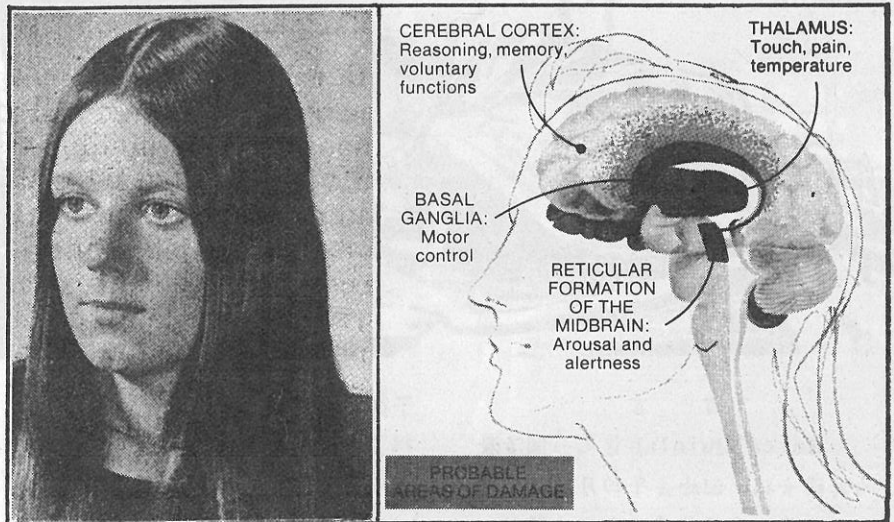 CEREBRAL CORTEX:
Reasoning, memory,
voluntary
functions
THALAMUS:
Touch, pain,
temperature
BASAL
GANGLIA:
Motor
control
RETICULAR
FORMATION
OF THE
MIDBRAIN:
Arousal and
alertness
PROBABLE
AREAS OF DAMAGE